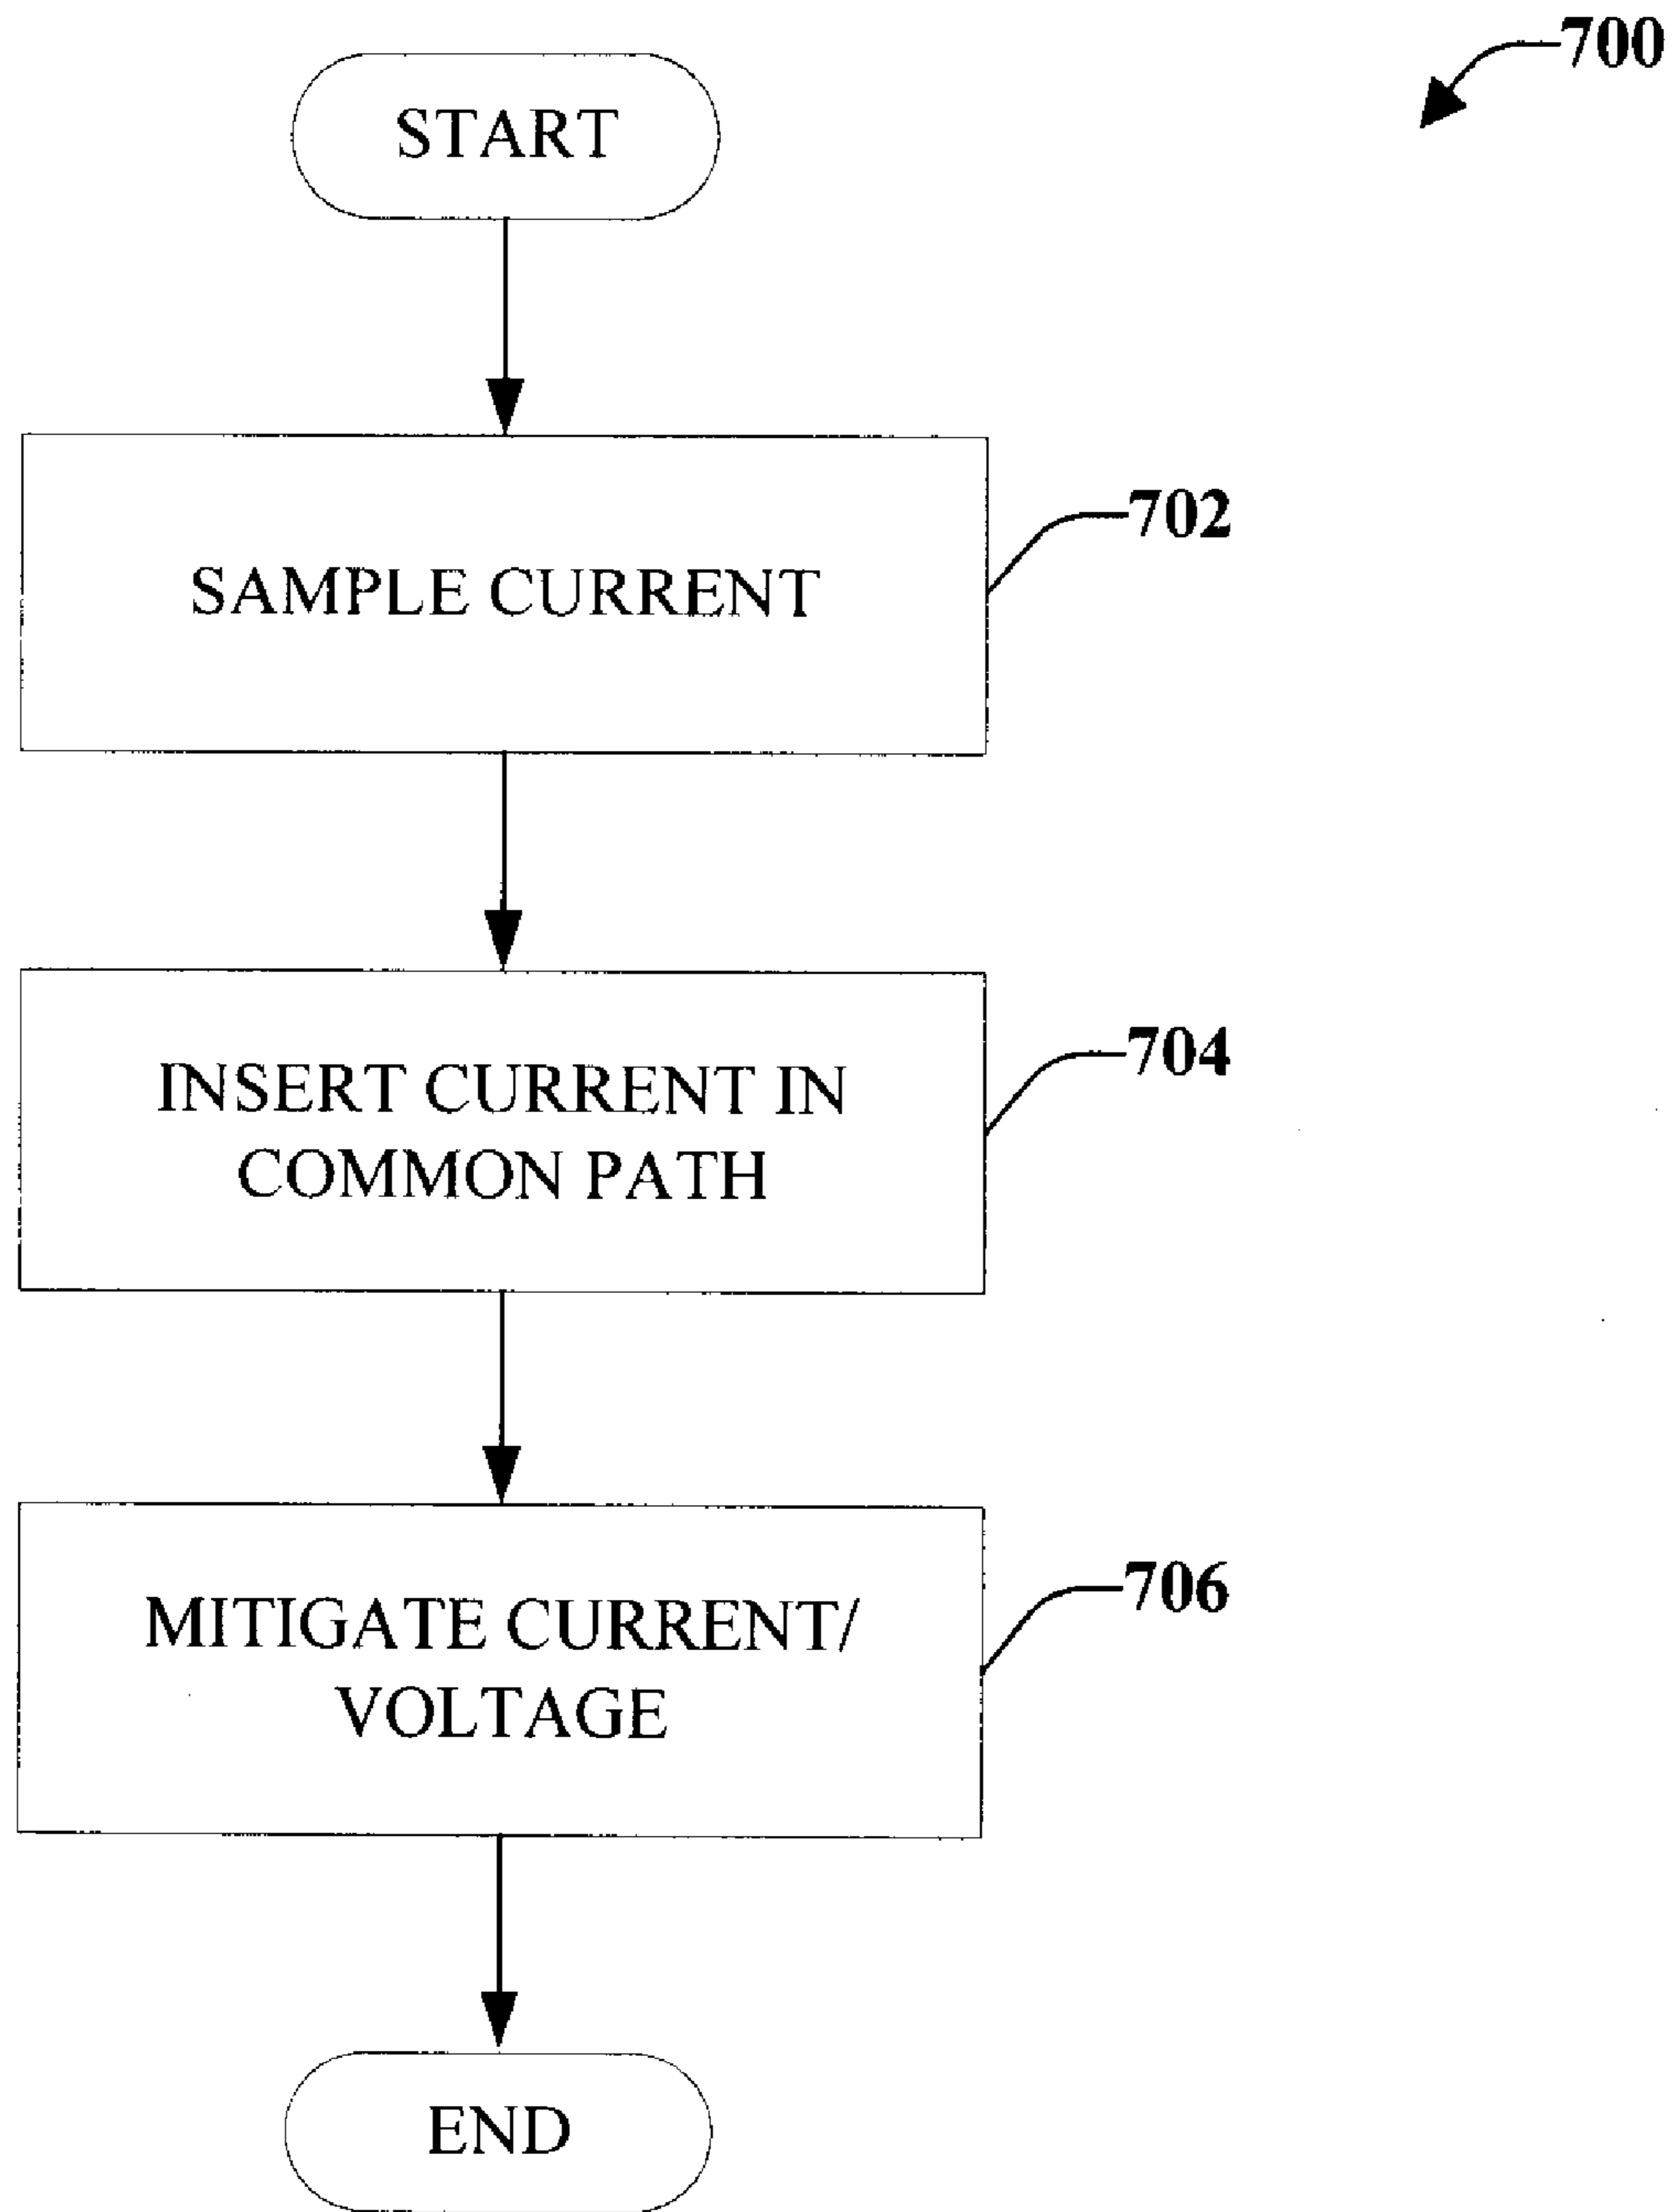 700
START
SAMPLE CURRENT
702
INSERT CURRENT IN
COMMON PATH
704
MITIGATE CURRENT/
VOLTAGE
706
END